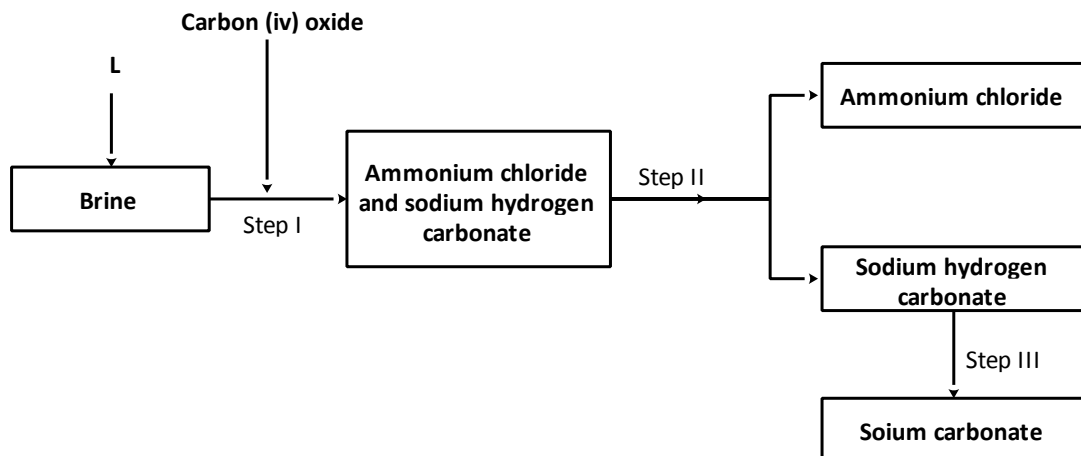 Carbon (iv) oxide
L
Ammonium chloride
Brine
Step I
Ammonium chloride
and sodium hydrogen
carbonate
Step II
Sodium hydrogen
carbonate
Step III
Soium carbonate